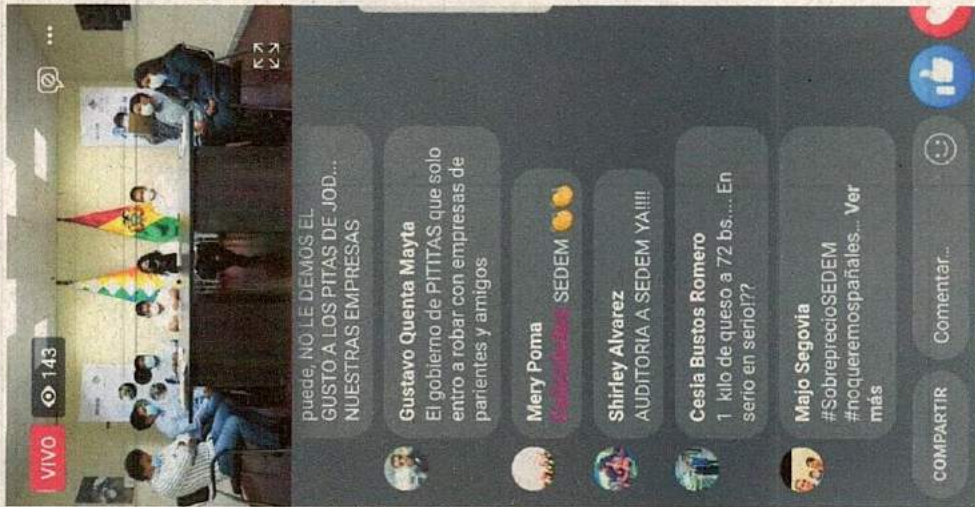 VIVO
143
puede, NO LE DEMOS EL
GUSTO A LOS PITAS DE JOD...
NUESTRAS EMPRESAS
Gustavo Quenta Mayta
El gobierno de PITITAS que solo
entro a robar con empresas de
parientes y amigos
Mery Poma
SEDEM
Shirley Alvarez
AUDITORIA A SEDEM YA!!!!
Cesia Bustos Romero
1 kilo de queso a 72 bs.... En
serio en serio!??
Majo Segovia
#SobreprecioSEDEM
#noqueremospañales... Ver
más
COMPARTIR
Comentar...